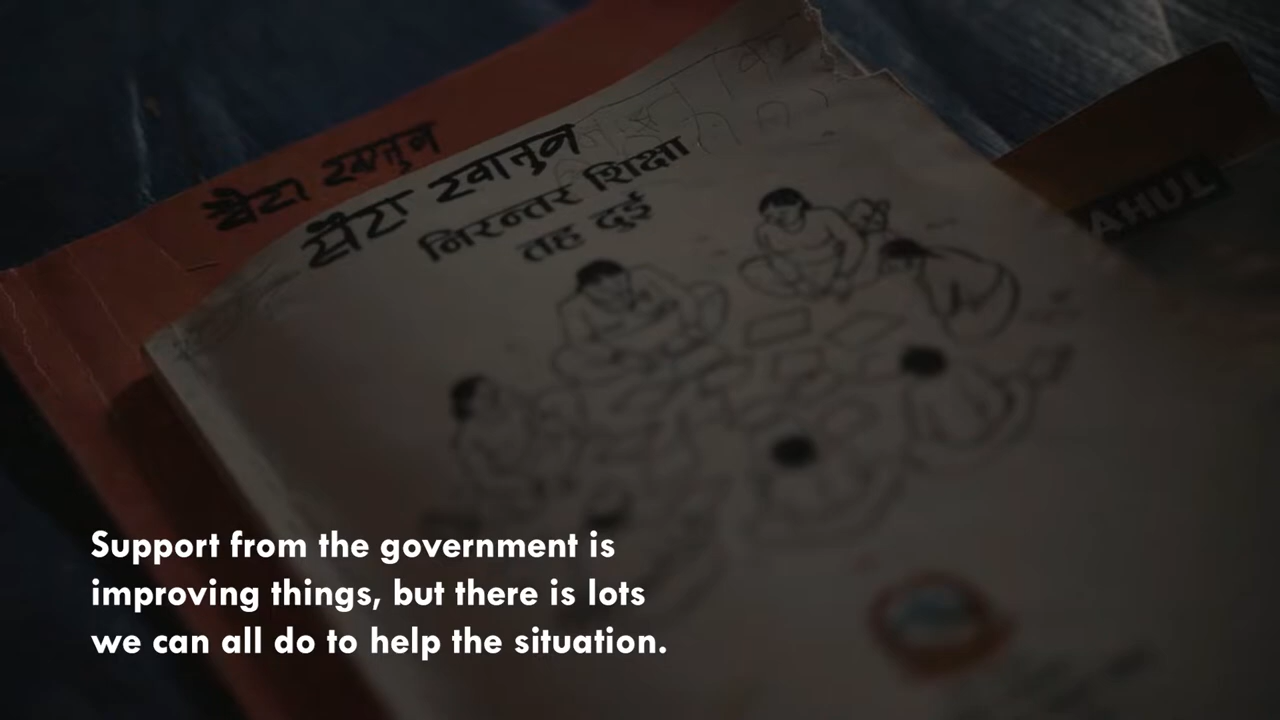 खातुन
खातुन
निरन्तर शिक्षा
तह दुई
AHUL
Support from the government is
improving things, but there is lots
we can all do to help the situation.